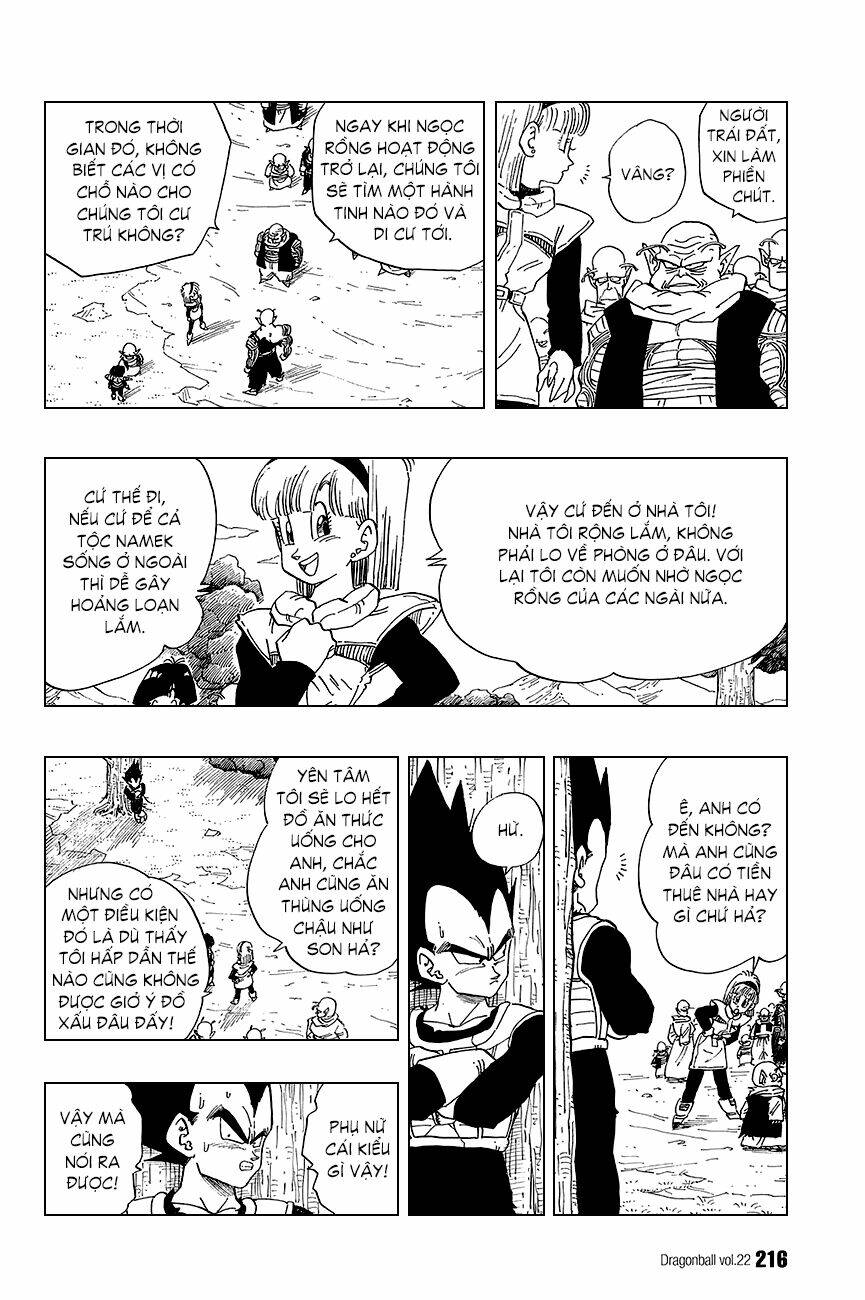 NGƯỜI
TRÁI ĐẤT,
XIN LÀM
PHIỀN
CHÚT.
VÂNG?
NGAY KHI NGỌC
RỒNG HOẠT ĐỘNG
TRỞ LẠI, CHÚNG TÔI
SẼ TÌM MỘT HÀNH
TINH NÀO ĐÓ VÀ
DI CƯ TỚI.
TRONG THỜI
GIAN ĐÓ, KHÔNG
BIẾT CÁC VỊ CÓ
CHỖ NÀO CHO
CHÚNG TÔI CƯ
TRÚ KHÔNG?
VẬY CỨ ĐẾN Ở NHÀ TÔI!
NHÀ TÔI RỘNG LẮM, KHÔNG
PHẢI LO VỀ PHÒNG Ở ĐÂU. VỚI
LẠI TÔI CÒN MUỐN NHỜ NGỌC
RỒNG CỦA CÁC NGÀI NỮA.
CỨ THẾ ĐI,
NẾU CỨ ĐỂ CẢ
TỘC NAMEK
SỐNG Ở NGOÀI
THÌ DỄ GÂY
HOẢNG LOẠN
LẮM.
Ê, ANH CÓ
ĐẾN KHÔNG?
MÀ ANH CŨNG
ĐÂU CÓ TIỀN
THUÊ NHÀ HAY
GÌ CHỨ HẢ?
HỪ.
YÊN TÂM
TÔI SẼ LO HẾT
ĐỒ ĂN THỨC
UỐNG CHO
ANH, CHẮC
ANH CŨNG ĂN
THÙNG UỐNG
CHẬU NHƯ
SON HẢ?
NHƯNG CÓ
MỘT ĐIỀU KIỆN
ĐÓ LÀ DÙ THẤY
TÔI HẤP DẪN THẾ
NÀO CŨNG KHÔNG
ĐƯỢC GIỞ Ý ĐỒ
XẤU ĐÂU ĐẤY!
PHỤ NỮ
CÁI KIỂU
GÌ VẬY!
VẬY MÀ
CŨNG
NÓI RA
ĐƯỢC!
Dragonball vol.22 216